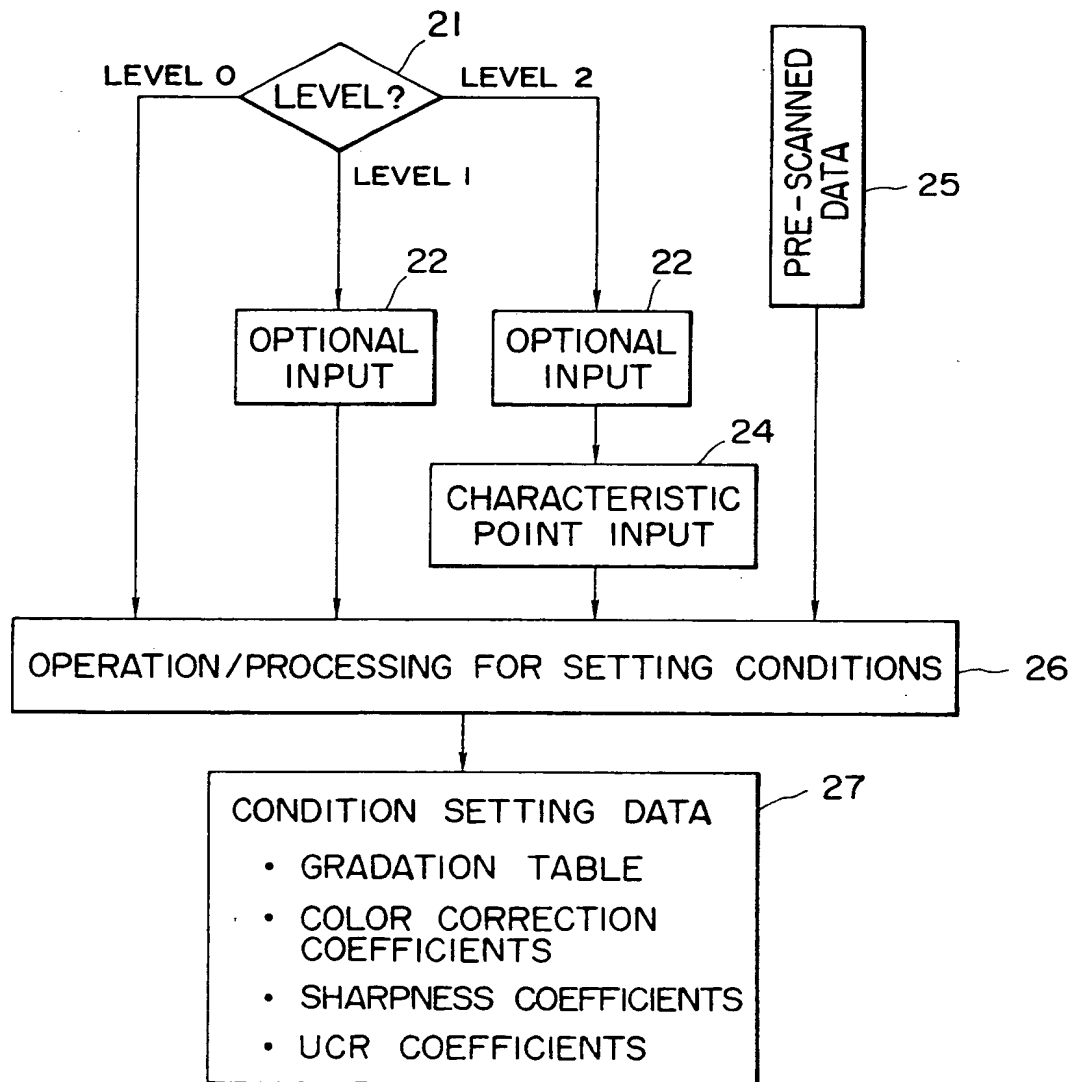 21
LEVEL 0
LEVEL?
LEVEL 2
LEVEL 1
PRE-SCANNED
DATA
25
22
OPTIONAL
INPUT
22
OPTIONAL
INPUT
24
CHARACTERISTIC
POINT INPUT
OPERATION/PROCESSING FOR SETTING CONDITIONS
26
27
CONDITION SETTING DATA
• GRADATION TABLE
• COLOR CORRECTION
COEFFICIENTS
• SHARPNESS COEFFICIENTS
• UCR COEFFICIENTS